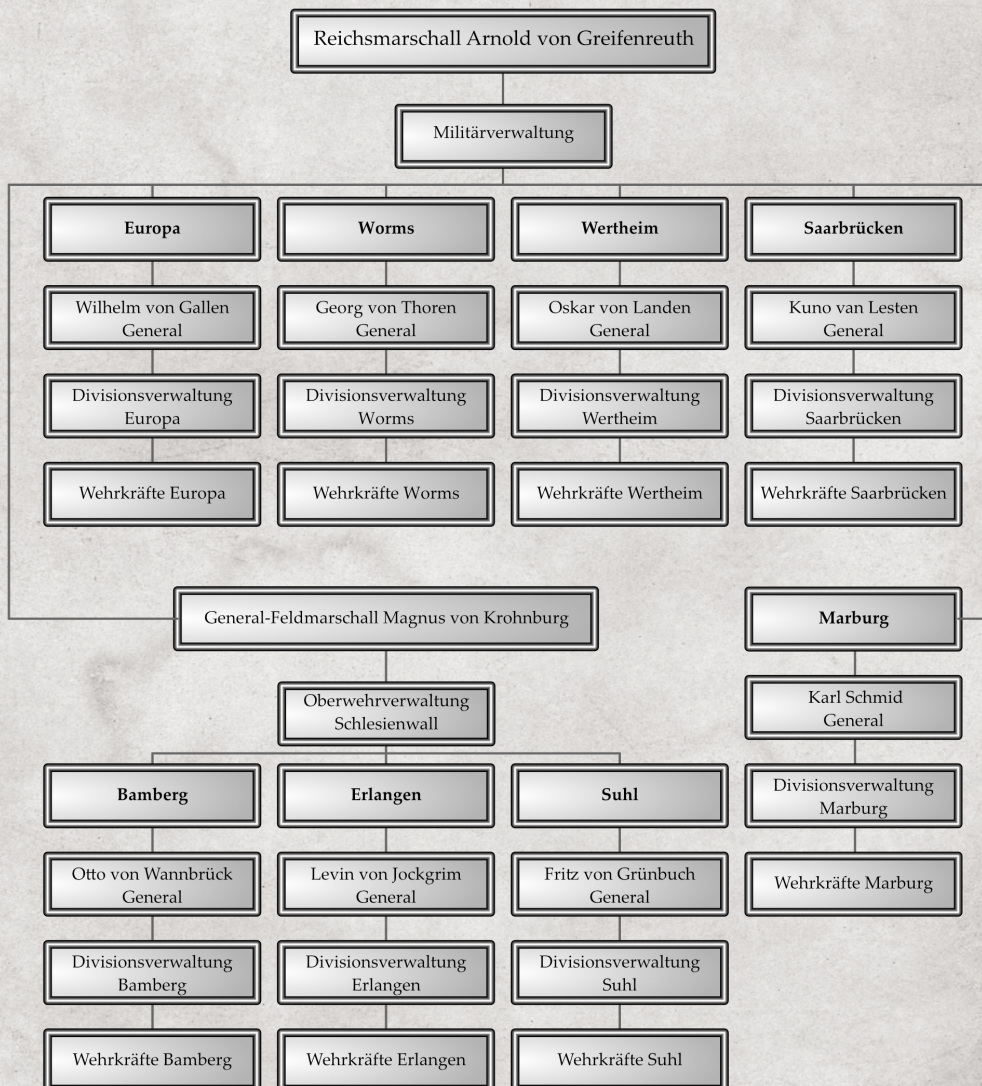 Reichsmarschall Arnold von Greifenreuth
Militärverwaltung
Europa
Worms
Wertheim
Saarbrücken
Wilhelm von Gallen
General
Georg von Thoren
General
Oskar von Landen
General
Kuno van Lesten
General
Divisionsverwaltung
Europa
Divisionsverwaltung
Worms
Divisionsverwaltung
Wertheim
Divisionsverwaltung
Saarbrücken
Wehrkräfte Europa
Wehrkräfte Worms
Wehrkräfte Wertheim
Wehrkräfte Saarbrücken
General-Feldmarschall Magnus von Krohnburg
Oberwehrverwaltung
Schlesienwall
Bamberg
Erlangen
Suhl
Otto von Wannbrück
General
Levin von Jockgrim
General
Fritz von Grünbuch
General
Divisionsverwaltung
Bamberg
Divisionsverwaltung
Erlangen
Divisionsverwaltung
Suhl
Wehrkräfte Bamberg
Wehrkräfte Erlangen
Wehrkräfte Suhl
Marburg
Karl Schmid
General
Divisionsverwaltung
Marburg
Wehrkräfte Marburg